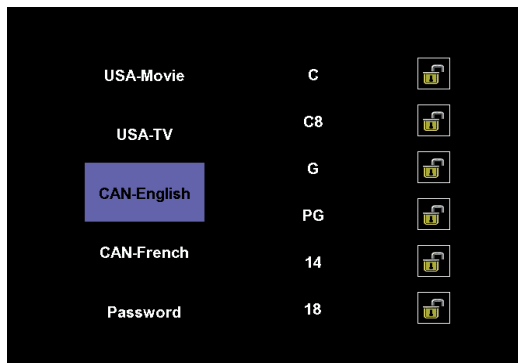 USA-Movie
USA-TV
CAN-English
CAN-French
Password
C
C8
G
PG
14
18